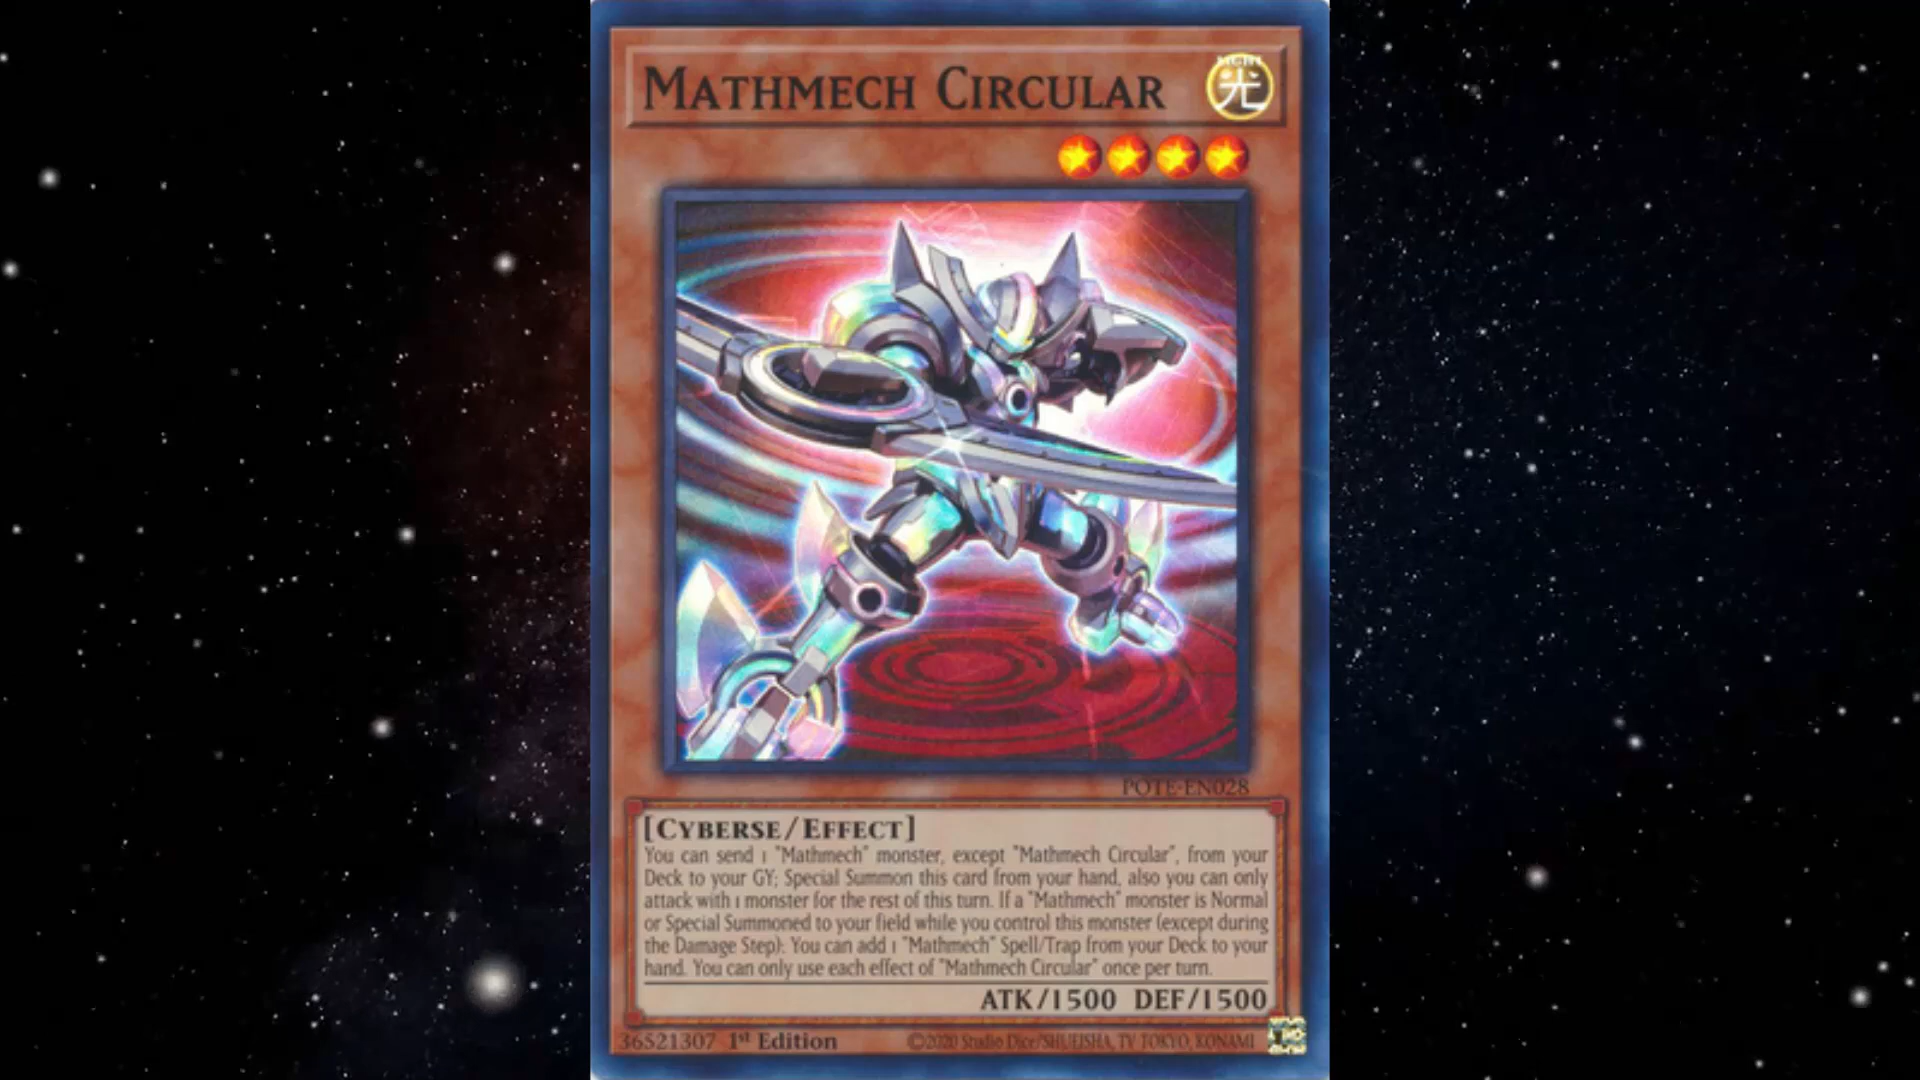 MATHMECH CIRCULAR
LIGHT
光
POTE-EN028
[CYBERSE/EFFECT]
You can send 1 "Mathmech" monster, except "Mathmech Circular", from your
Deck to your GY; Special Summon this card from your hand, also you can only
attack with 1 monster for the rest of this turn. If a "Mathmech" monster is Normal
or Special Summoned to your field while you control this monster (except during
the Damage Step): You can add 1 "Mathmech" Spell/Trap from your Deck to your
hand. You can only use each effect of "Mathmech Circular" once per turn.
ATK/1500 DEF/1500
36521307 1st Edition ©2020 Studio Dice/SHUEISHA, TV TOKYO, KONAMI